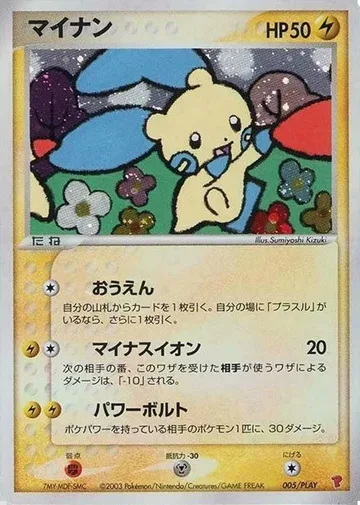 マイナン HP50
たね
Illus.Sumiyoshi Kizuki
おうえん
自分の山札からカードを1枚引く。自分の場に「プラスル」が
いるなら、さらに1枚引く。
マイナスイオン 20
次の相手の番、このワザを受けた相手が使うワザによる
ダメージは、「-10」される。
パワーボルト
ポケパワーを持っている相手のポケモン1匹に、30ダメージ。
弱点 抵抗力 -30 にげる
7MY-MDF-SMC ©2003 Pokémon/Nintendo/Creatures/GAME FREAK 005/PLAY